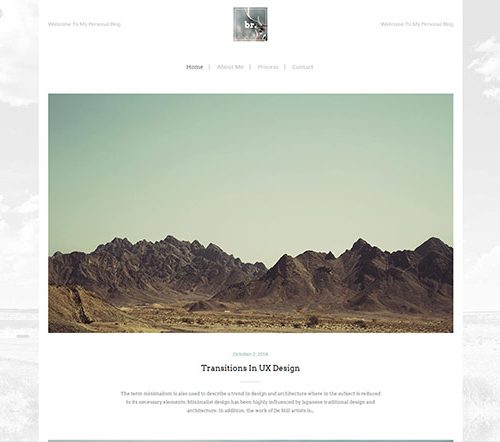 Welcome To My Personal Blog
br.
Welcome To My Personal Blog
Home | About Me | Process | Contact
October 2, 2014
Transitions In UX Design
The term minimalism is also used to describe a trend in design and architecture where in the subject is reduced
to its necessary elements. Minimalist design has been highly influenced by Japanese traditional design and
architecture. In addition, the work of De Stijl artists is...